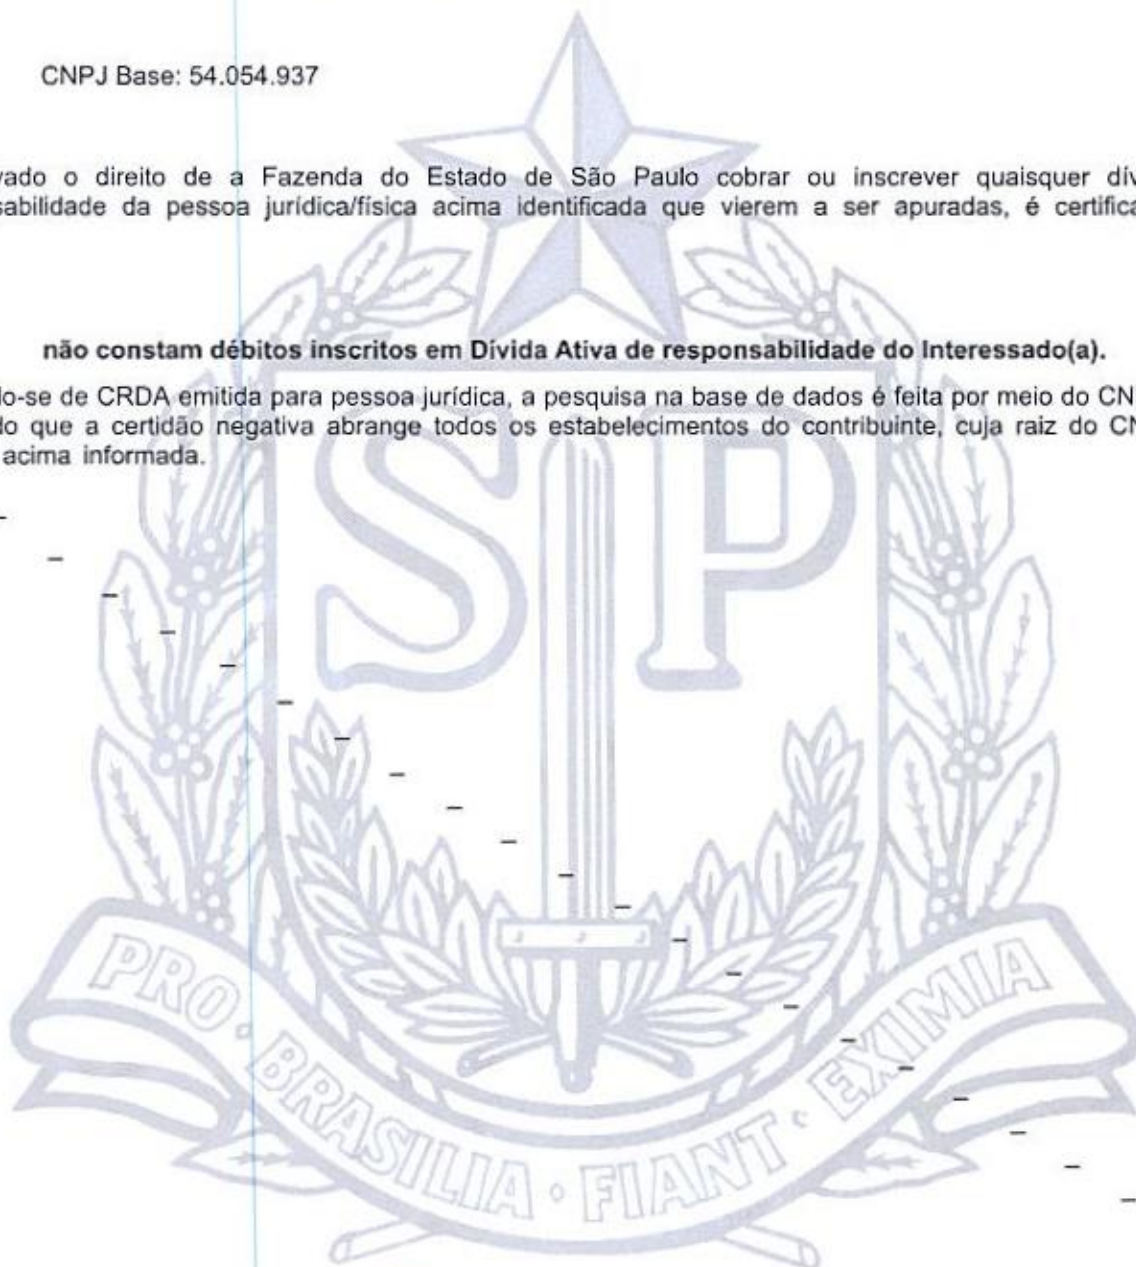 CNPJ Base: 54.054.937
vado o direito de a Fazenda do Estado de São Paulo cobrar ou inscrever quaisquer dív
sabilidade da pessoa jurídica/física acima identificada que vierem a ser apuradas, é certifica
não constam débitos inscritos em Dívida Ativa de responsabilidade do Interessado(a).
do-se de CRDA emitida para pessoa jurídica, a pesquisa na base de dados é feita por meio do CN
do que a certidão negativa abrange todos os estabelecimentos do contribuinte, cuja raiz do CN
acima informada.
SP
PRO · BRASILIA · FIANT · EXIMIA